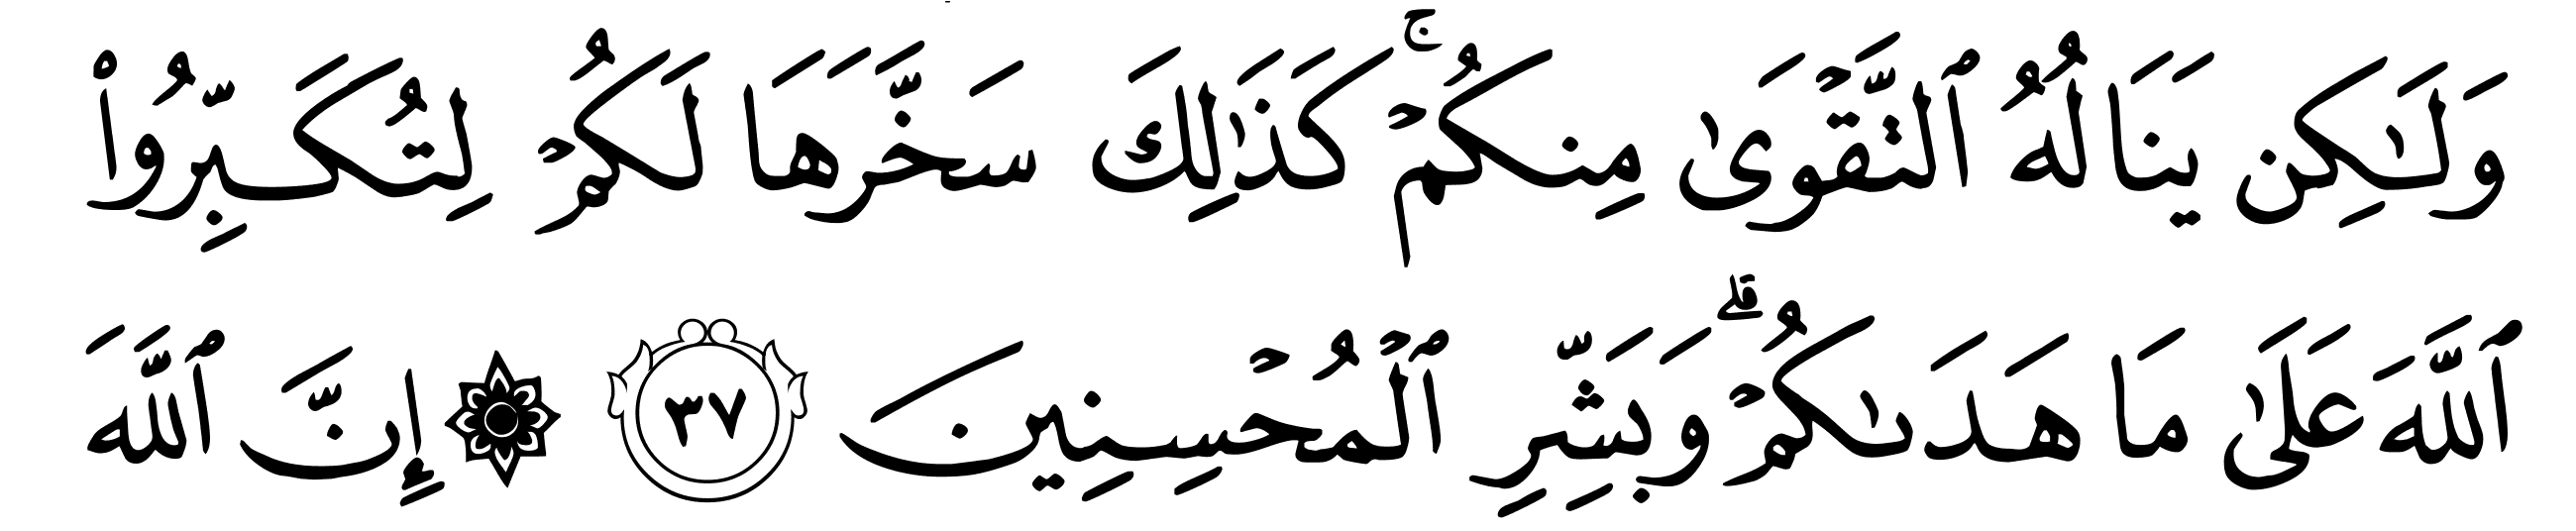 وَلَـٰكِن يَنَالُهُ ٱلتَّقْوَىٰ مِنكُمْ ۚ كَذَٰلِكَ سَخَّرَهَا لَكُمْ لِتُكَبِّرُوا۟
ٱللَّهَ عَلَىٰ مَا هَدَىٰكُمْ ۗ وَبَشِّرِ ٱلْمُحْسِنِينَ ٣٧ ۞ إِنَّ ٱللَّهَ